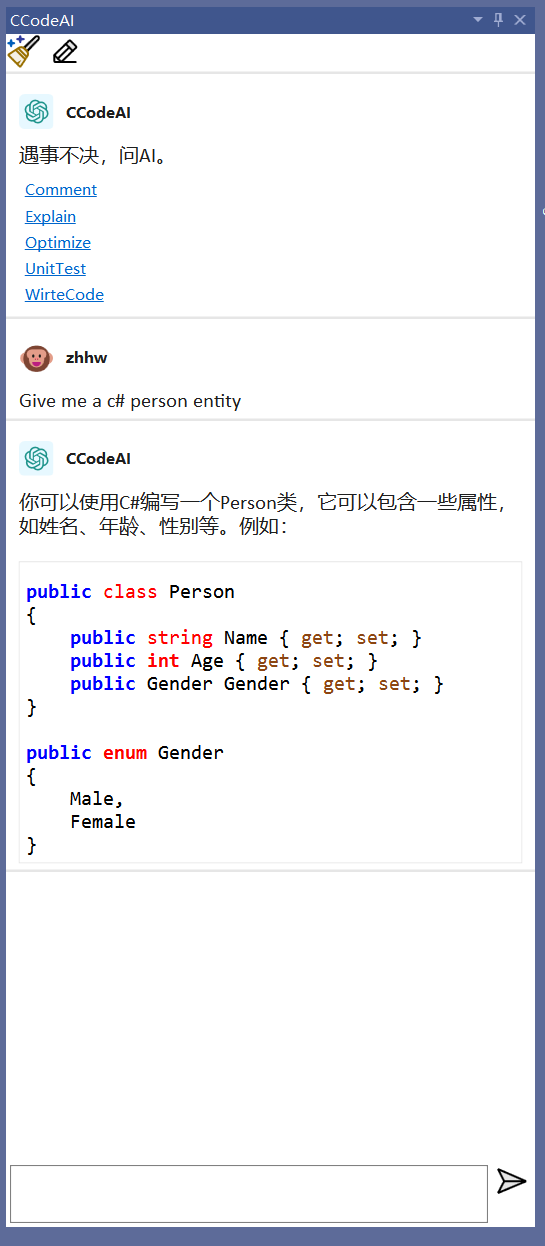 CCodeAI
CCodeAI
遇事不决，问AI。
Comment
Explain
Optimize
UnitTest
WirteCode
zhhw
Give me a c# person entity
CCodeAI
你可以使用C#编写一个Person类，它可以包含一些属性，
如姓名、年龄、性别等。例如：
public class Person
{
    public string Name { get; set; }
    public int Age { get; set; }
    public Gender Gender { get; set; }
}
public enum Gender
{
    Male,
    Female
}